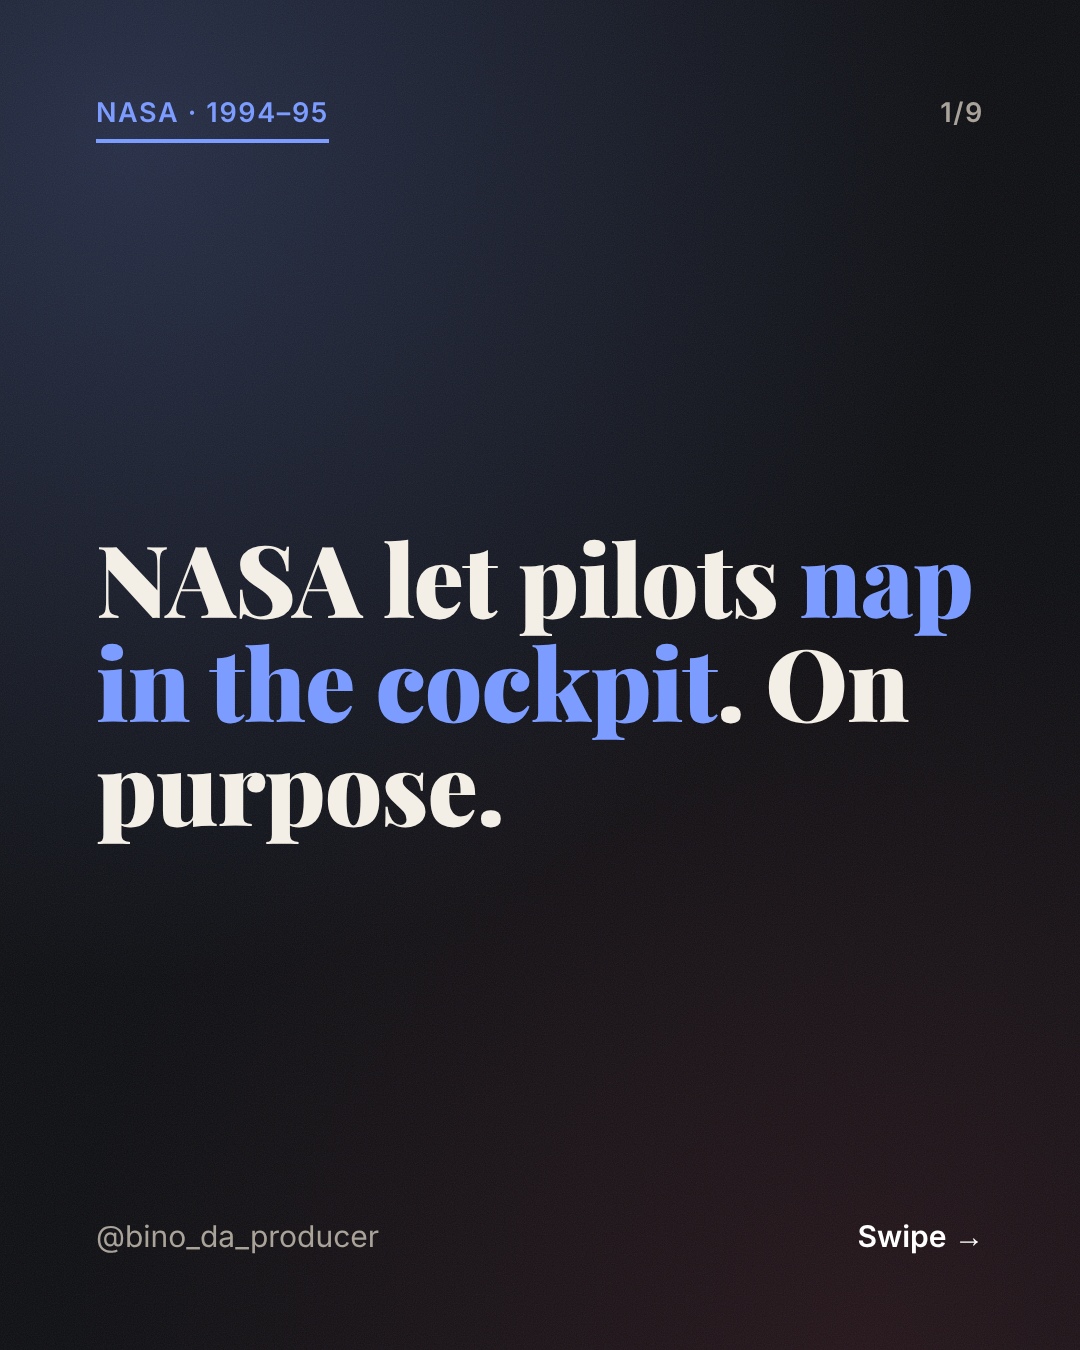 NASA · 1994–95
1/9
NASA let pilots nap
in the cockpit. On
purpose.
@bino_da_producer
Swipe →